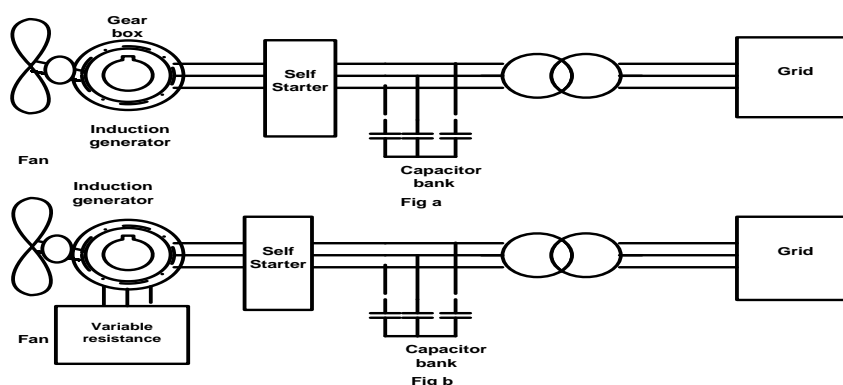 Gear
box
Self
Starter
Grid
Induction
generator
Fan
Capacitor
bank
Fig a
Induction
generator
Self
Starter
Grid
Variable
resistance
Fan
Capacitor
bank
Fig b